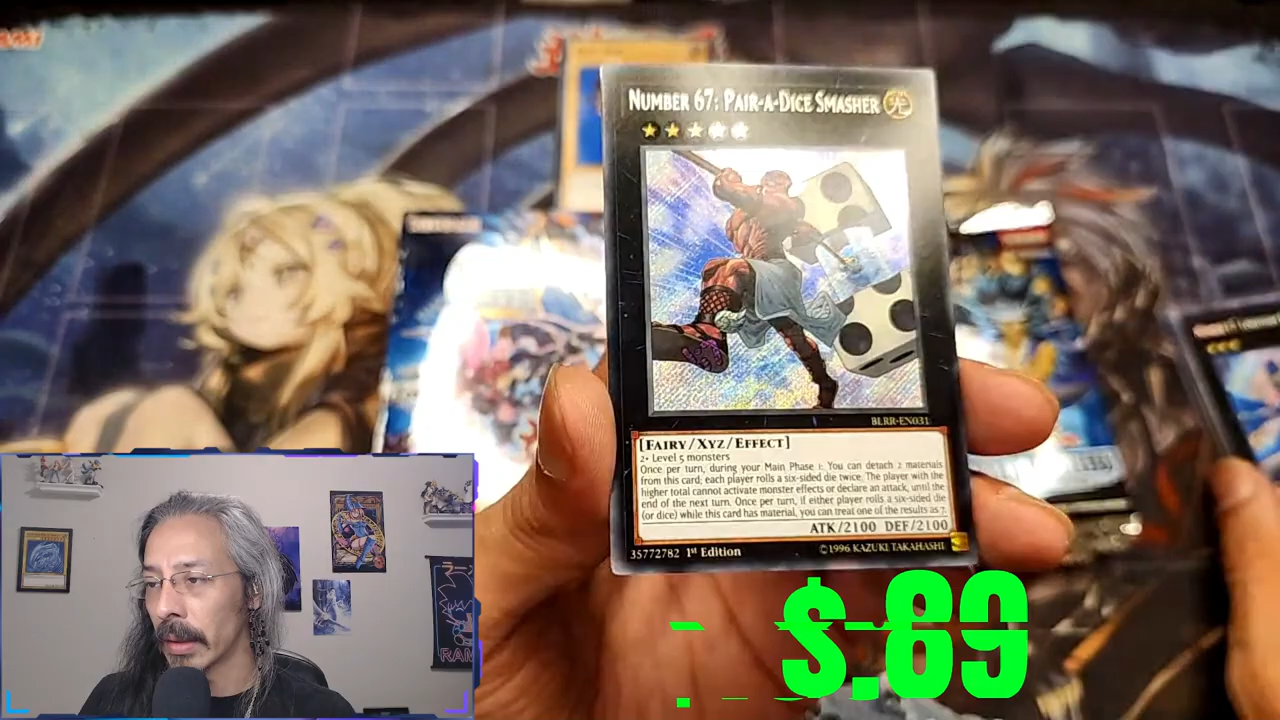 NUMBER 67: PAIR-A-DICE SMASHER 光
BLRR-EN031
[FAIRY/XYZ/EFFECT]
2+ Level 5 monsters
Once per turn, during your Main Phase 1: You can detach 2 materials
from this card; each player rolls a six-sided die twice. The player with the
higher total cannot activate monster effects or declare an attack, until the
end of the next turn. Once per turn, if either player rolls a six-sided die
(or dice) while this card has material, you can treat one of the results as 7.
ATK/2100 DEF/2100
35772782 1st Edition ©1996 KAZUKI TAKAHASHI
$.89
RAM